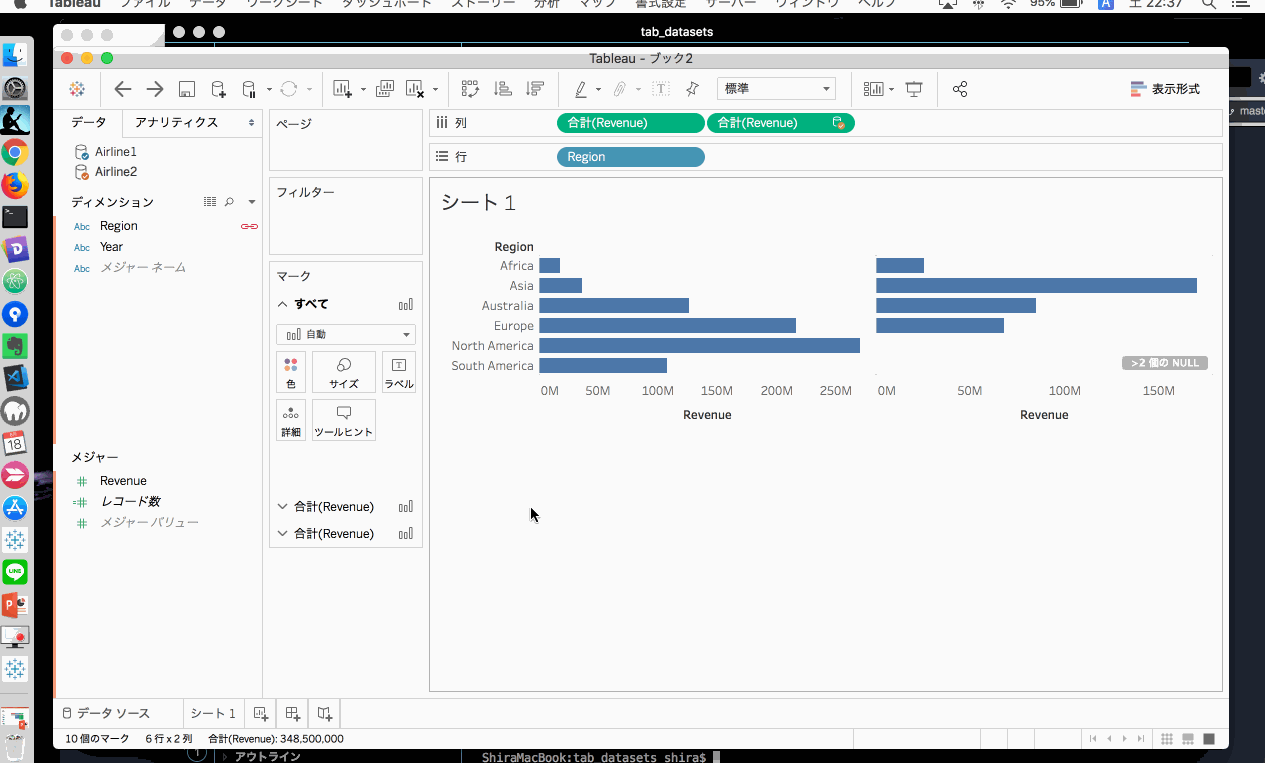 Tableau ファイル データ ワークシート ダッシュボード ストーリー 分析 マップ 書式設定 サーバー ウィンドウ ヘルプ 95% A 土 22:37
tab_datasets
Tableau - ブック2
標準
表示形式
maste
データ アナリティクス
ページ
列 合計(Revenue) 合計(Revenue)
行 Region
Airline1
Airline2
ディメンション
Abc Region
Abc Year
Abc メジャー ネーム
メジャー
Revenue
レコード数
メジャー バリュー
フィルター
マーク
すべて
自動
色 サイズ ラベル
詳細 ツールヒント
合計(Revenue)
合計(Revenue)
シート 1
Region
Africa
Asia
Australia
Europe
North America
South America
>2 個の NULL
0M 50M 100M 150M 200M 250M 0M 50M 100M 150M
Revenue Revenue
18
LINE
データ ソース シート 1
10 個のマーク 6 行 x 2 列 合計(Revenue): 348,500,000
1 アウトライン ShiraMacBook:tab_datasets shira$